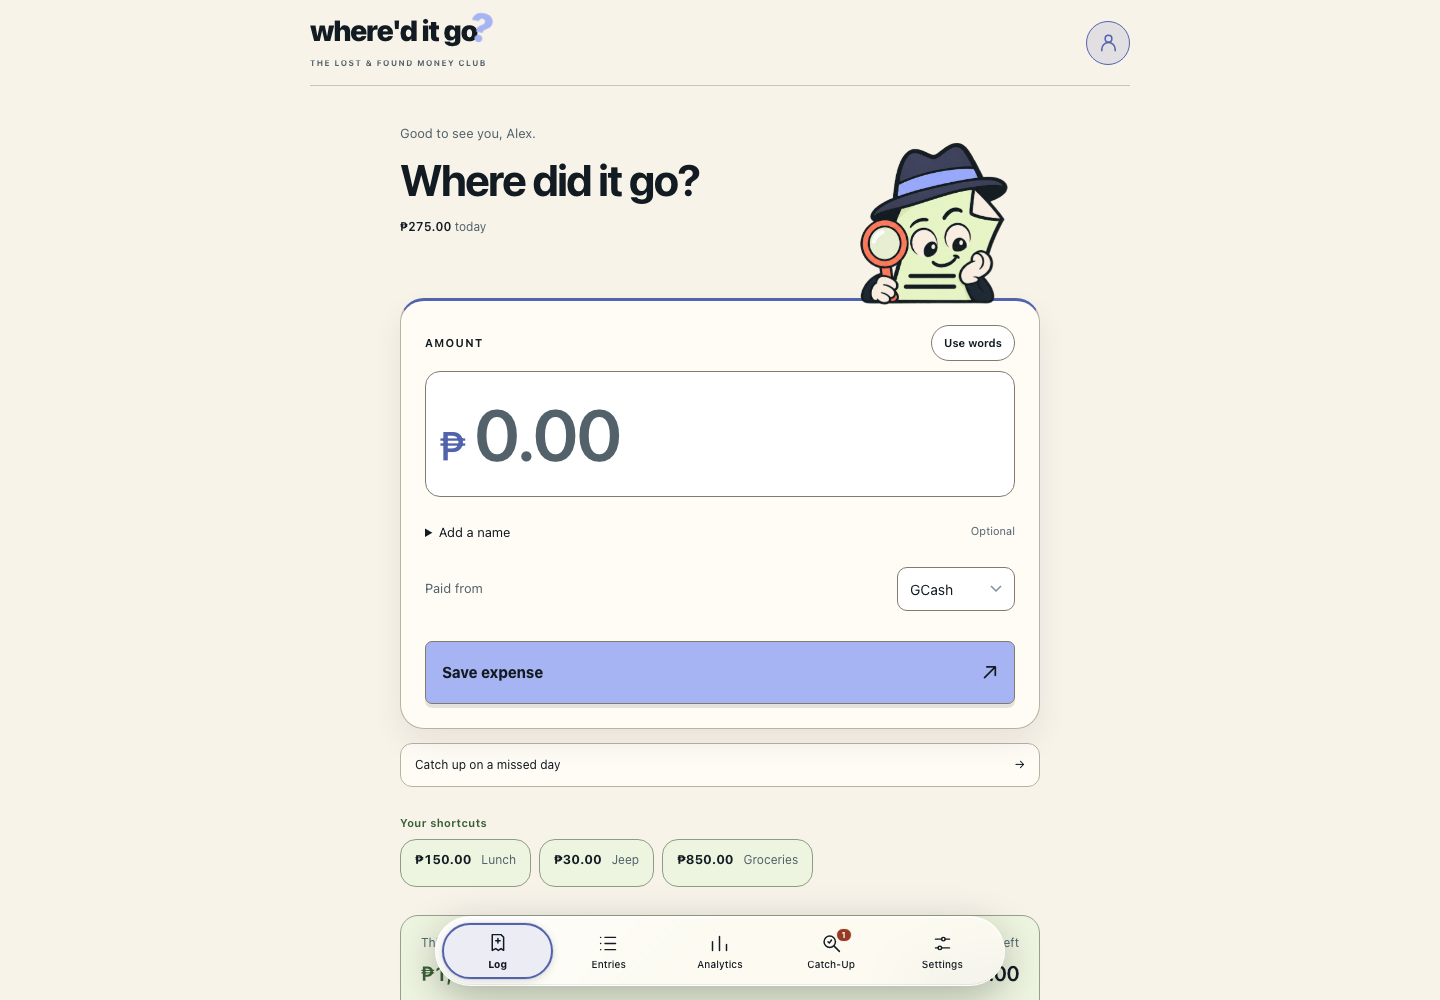 where'd it go?
THE LOST & FOUND MONEY CLUB
Good to see you, Alex.
Where did it go?
₱275.00 today
AMOUNT
Use words
₱ 0.00
Add a name
Optional
Paid from
GCash
Save expense
Catch up on a missed day
Your shortcuts
₱150.00 Lunch
₱30.00 Jeep
₱850.00 Groceries
Log
Entries
Analytics
1
Catch-Up
Settings